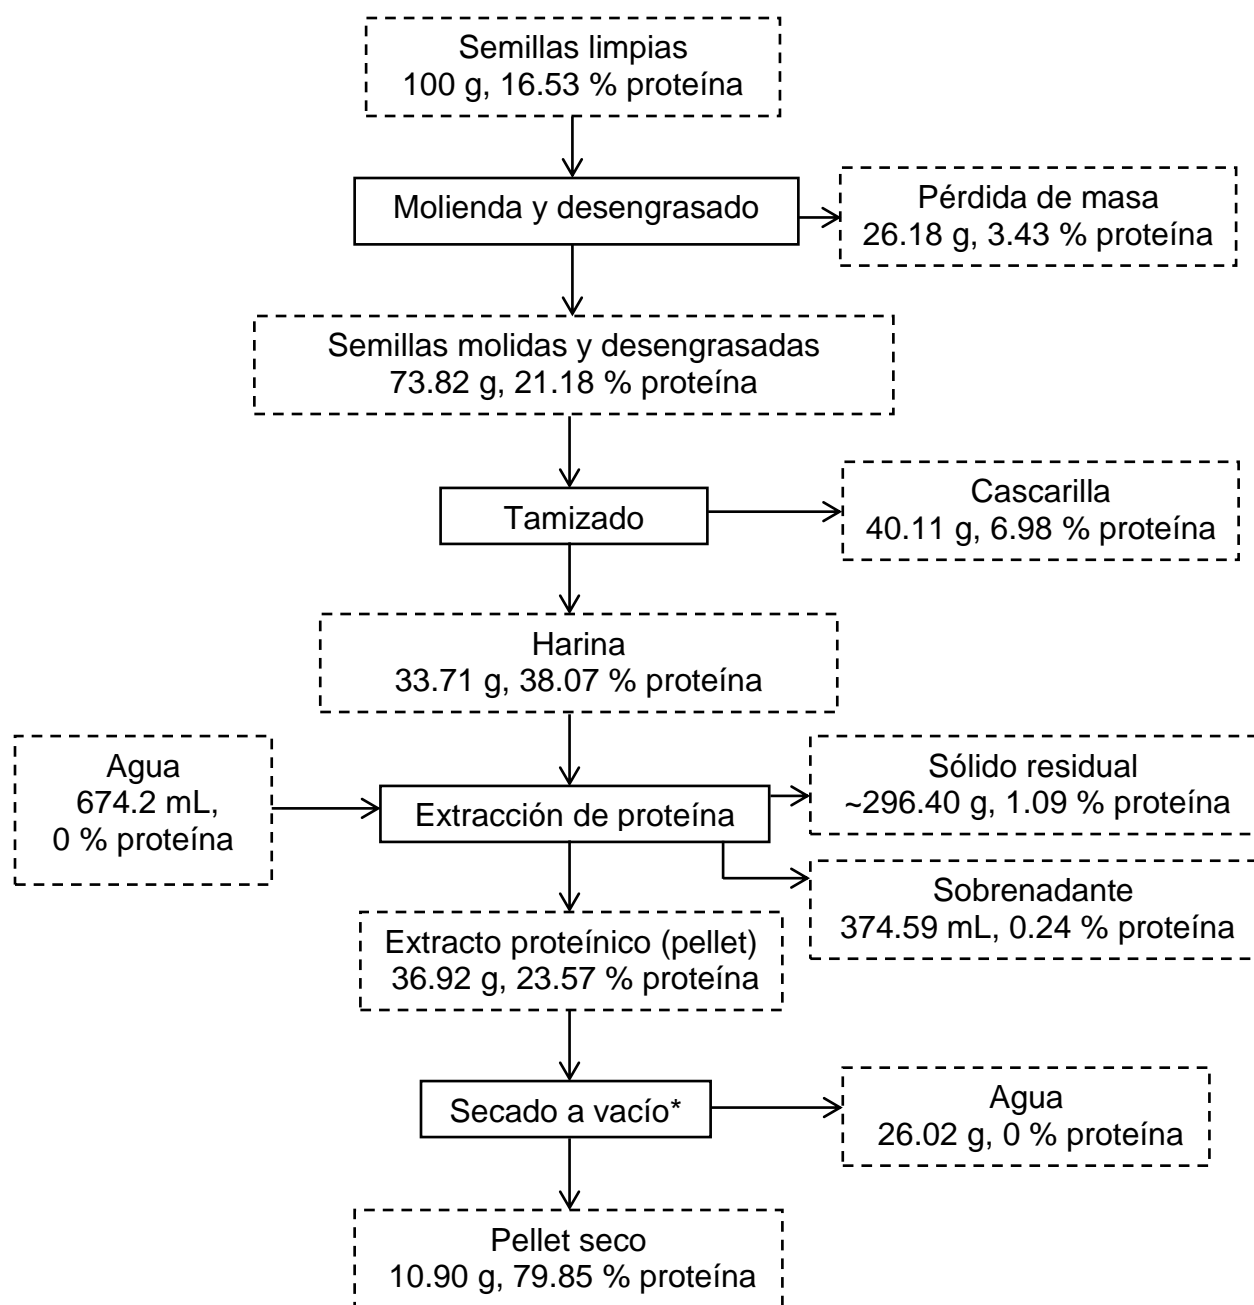 Semillas limpias
100 g, 16.53 % proteína
Molienda y desengrasado
Pérdida de masa
26.18 g, 3.43 % proteína
Semillas molidas y desengrasadas
73.82 g, 21.18 % proteína
Tamizado
Cascarilla
40.11 g, 6.98 % proteína
Harina
33.71 g, 38.07 % proteína
Agua
674.2 mL,
0 % proteína
Extracción de proteína
Sólido residual
~296.40 g, 1.09 % proteína
Sobrenadante
374.59 mL, 0.24 % proteína
Extracto proteínico (pellet)
36.92 g, 23.57 % proteína
Secado a vacío*
Agua
26.02 g, 0 % proteína
Pellet seco
10.90 g, 79.85 % proteína